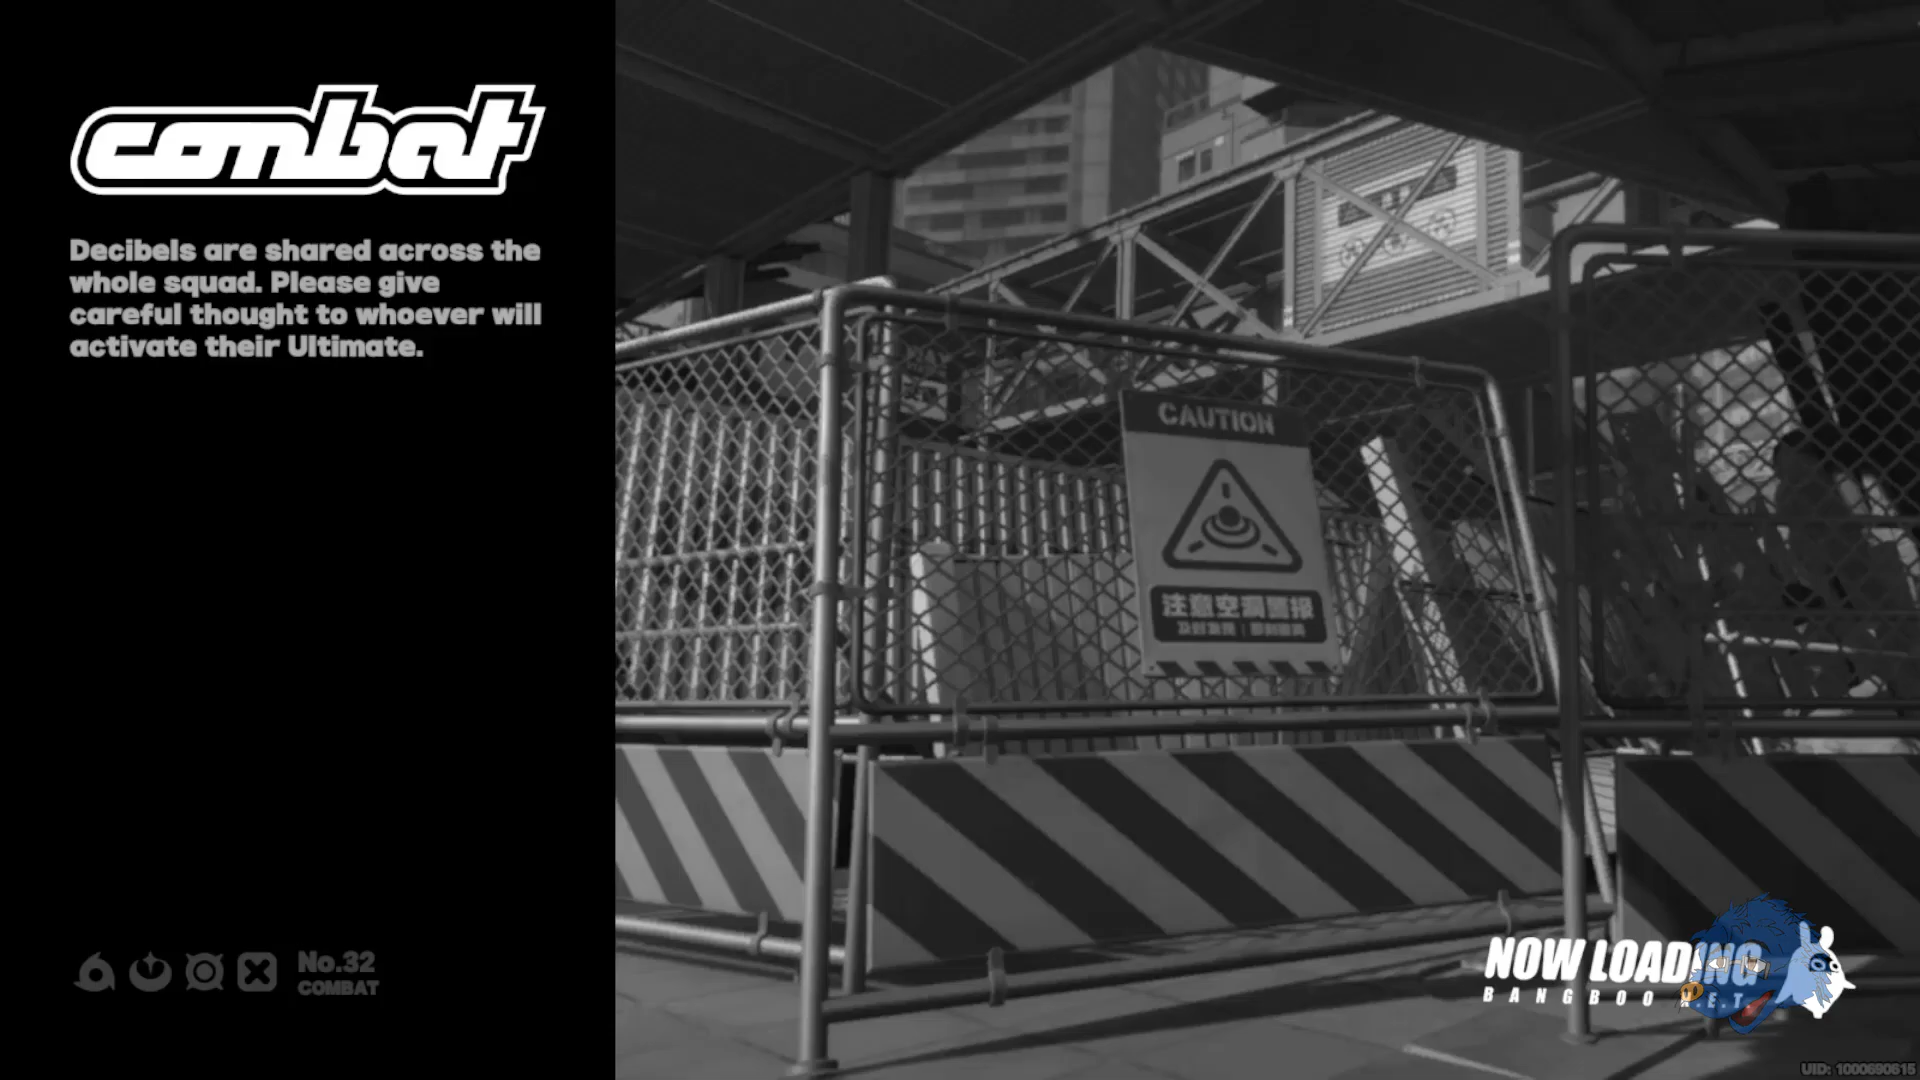 combat
Decibels are shared across the
whole squad. Please give
careful thought to whoever will
activate their Ultimate.
CAUTION
注意空洞警报
No.32
COMBAT
NOW LOADING
BANGBOO .E.T
UID: 1000690615